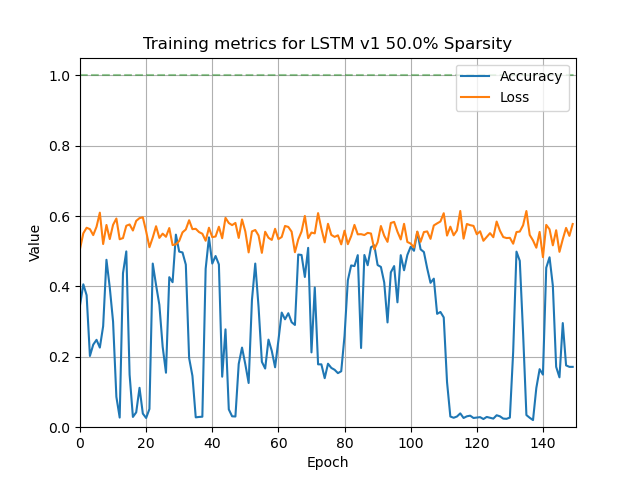 Training metrics for LSTM v1 50.0% Sparsity
1.0
0.8
0.6
0.4
0.2
0.0
Value
Accuracy
Loss
0 20 40 60 80 100 120 140
Epoch